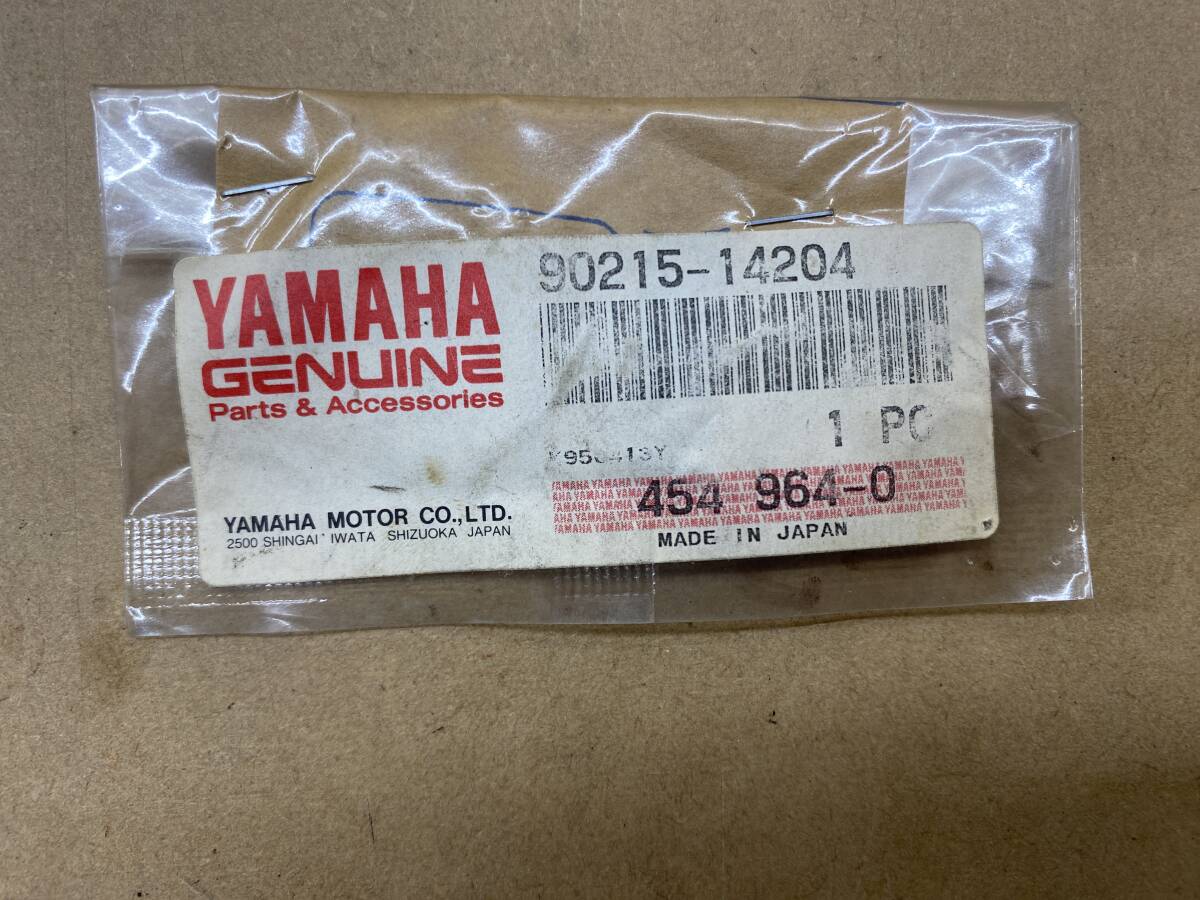 YAMAHA
GENUINE
Parts & Accessories
YAMAHA MOTOR CO.,LTD.
2500 SHINGAI IWATA SHIZUOKA JAPAN
90215-14204
1 PC
454 964-0
MADE IN JAPAN